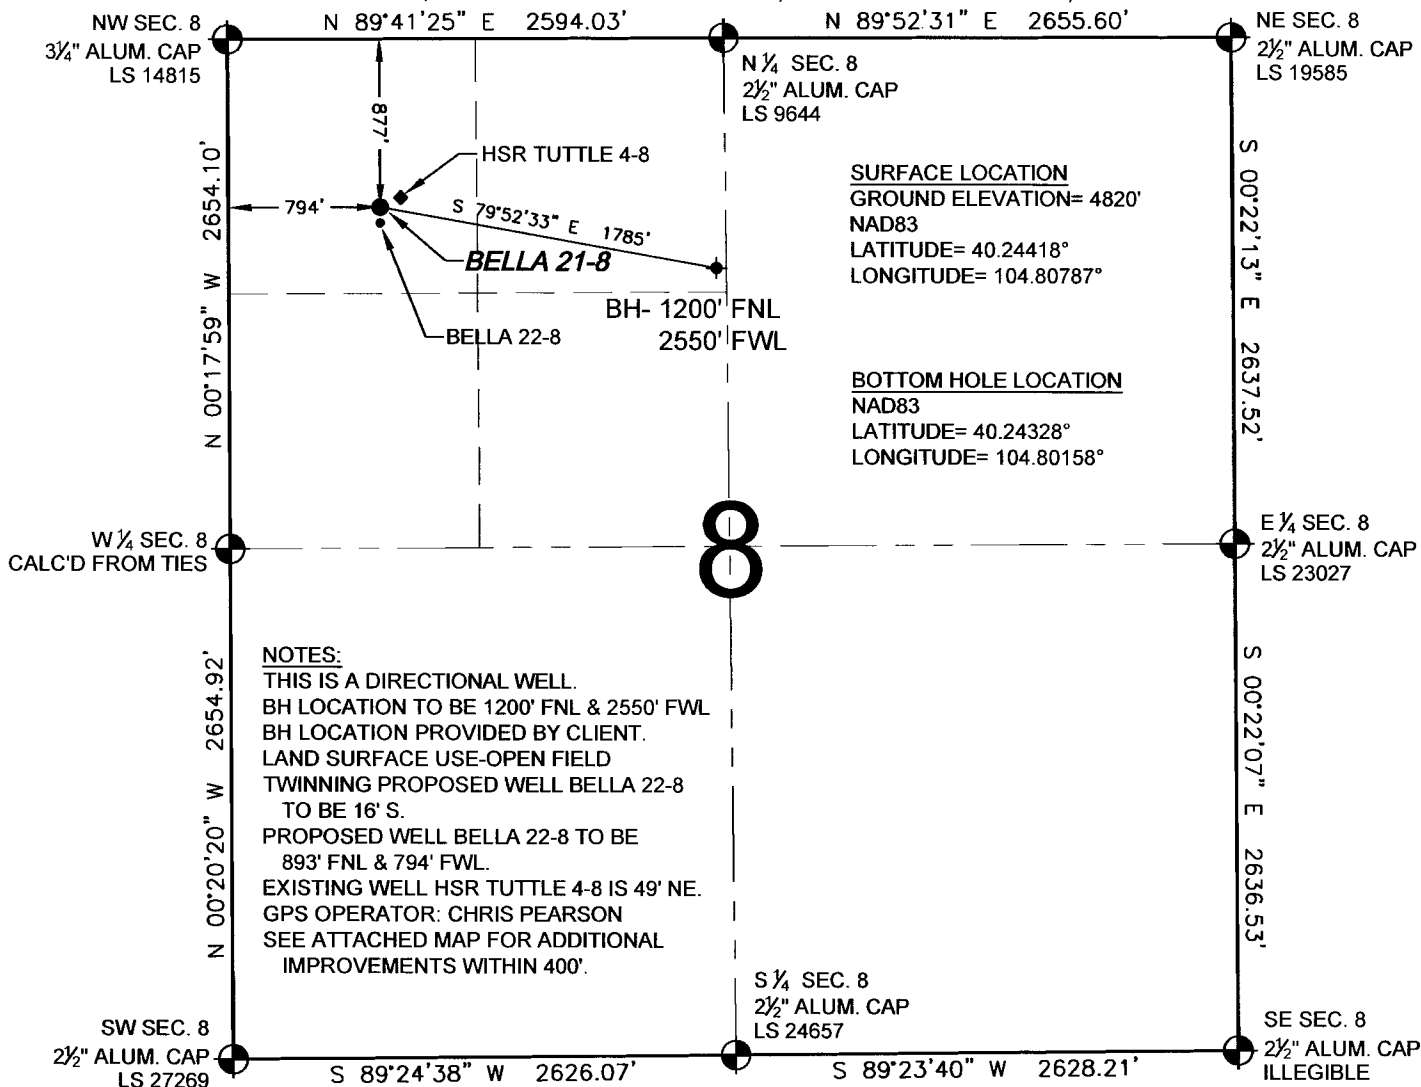 NW SEC. 8
3¼" ALUM. CAP
LS 14815
N 89°41'25" E 2594.03'
N 89°52'31" E 2655.60'
NE SEC. 8
2½" ALUM. CAP
LS 19585
N ¼ SEC. 8
2½" ALUM. CAP
LS 9644
877'
HSR TUTTLE 4-8
794'
S 79°52'33" E 1785'
BELLA 21-8
BELLA 22-8
BH- 1200' FNL
2550' FWL
N 00°17'59" W 2654.10'
SURFACE LOCATION
GROUND ELEVATION= 4820'
NAD83
LATITUDE= 40.24418°
LONGITUDE= 104.80787°
BOTTOM HOLE LOCATION
NAD83
LATITUDE= 40.24328°
LONGITUDE= 104.80158°
S 00°22'13" E 2637.52'
W ¼ SEC. 8
CALC'D FROM TIES
8
E ¼ SEC. 8
2½" ALUM. CAP
LS 23027
N 00°20'20" W 2654.92'
NOTES:
THIS IS A DIRECTIONAL WELL.
BH LOCATION TO BE 1200' FNL & 2550' FWL
BH LOCATION PROVIDED BY CLIENT.
LAND SURFACE USE-OPEN FIELD
TWINNING PROPOSED WELL BELLA 22-8
TO BE 16' S.
PROPOSED WELL BELLA 22-8 TO BE
893' FNL & 794' FWL.
EXISTING WELL HSR TUTTLE 4-8 IS 49' NE.
GPS OPERATOR: CHRIS PEARSON
SEE ATTACHED MAP FOR ADDITIONAL
IMPROVEMENTS WITHIN 400'.
S 00°22'07" E 2636.53'
SW SEC. 8
2½" ALUM. CAP
LS 27269
S 89°24'38" W 2626.07'
S ¼ SEC. 8
2½" ALUM. CAP
LS 24657
S 89°23'40" W 2628.21'
SE SEC. 8
2½" ALUM. CAP
ILLEGIBLE